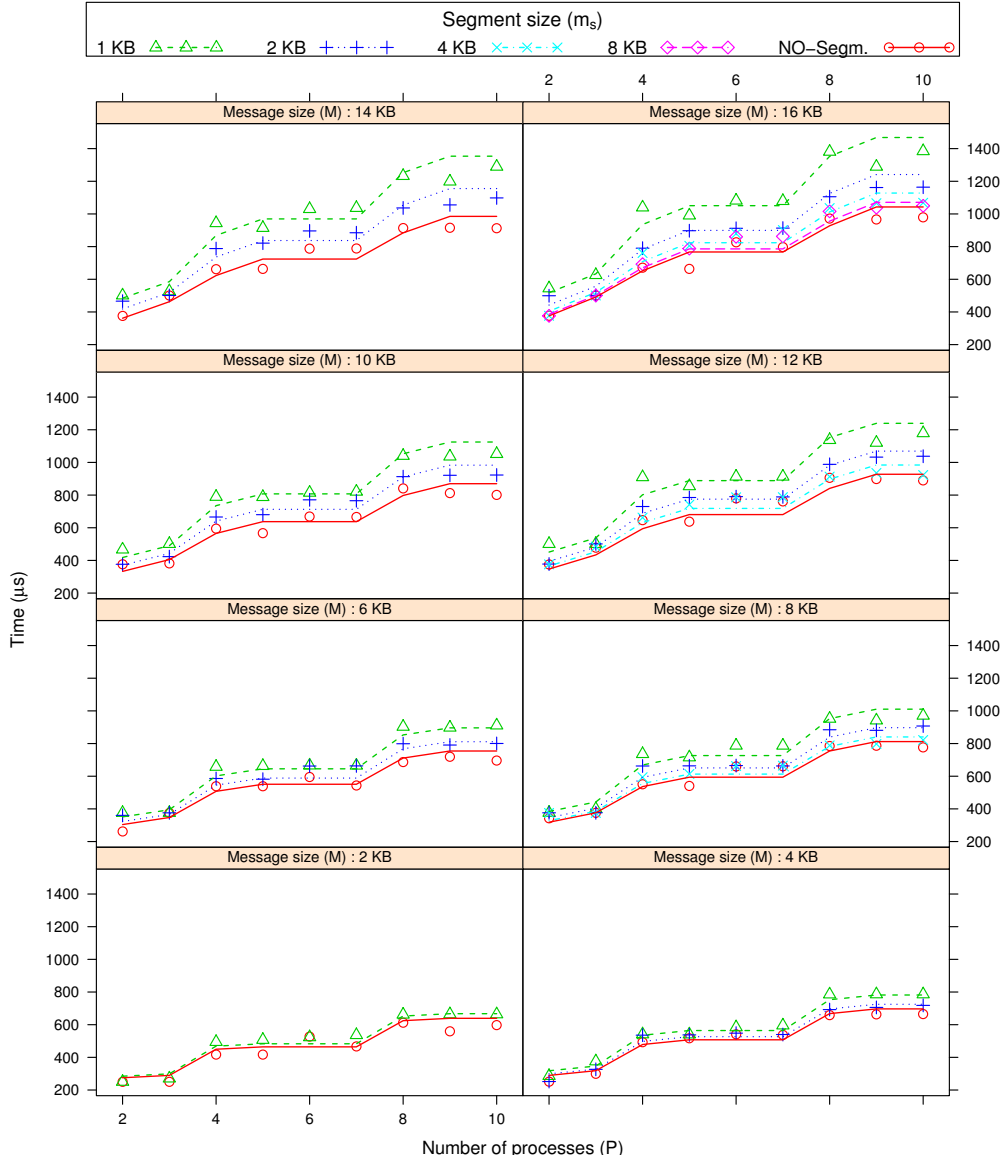 Segment size (ms)
1 KB 2 KB 4 KB 8 KB NO−Segm.
2 4 6 8 10
Message size (M) : 14 KB Message size (M) : 16 KB
1400
1200
1000
800
600
400
200
Message size (M) : 10 KB Message size (M) : 12 KB
1400
1200
1000
800
600
400
200
Message size (M) : 6 KB Message size (M) : 8 KB
1400
1200
1000
800
600
400
200
Message size (M) : 2 KB Message size (M) : 4 KB
1400
1200
1000
800
600
400
200
2 4 6 8 10
Time (µs)
Number of processes (P)